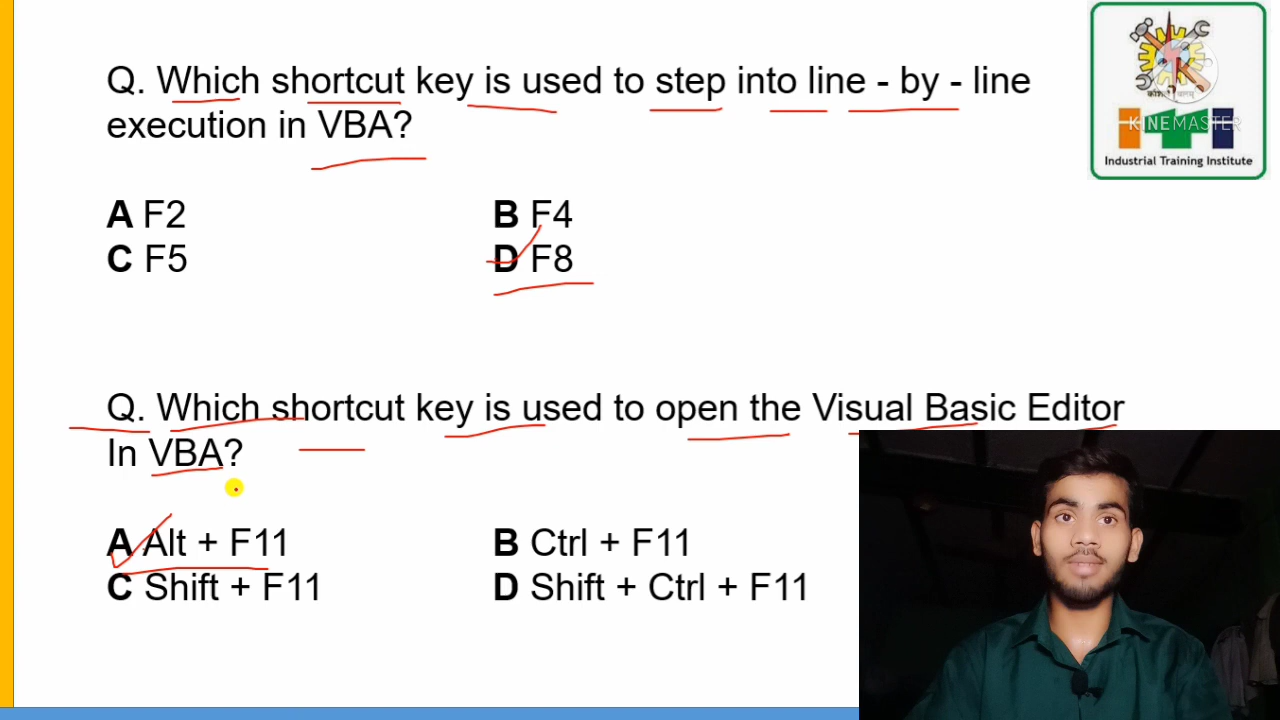 Q. Which shortcut key is used to step into line - by - line
execution in VBA?
A F2
B F4
C F5
D F8
Q. Which shortcut key is used to open the Visual Basic Editor
In VBA?
A Alt + F11
B Ctrl + F11
C Shift + F11
D Shift + Ctrl + F11
KINEMASTER
Industrial Training Institute